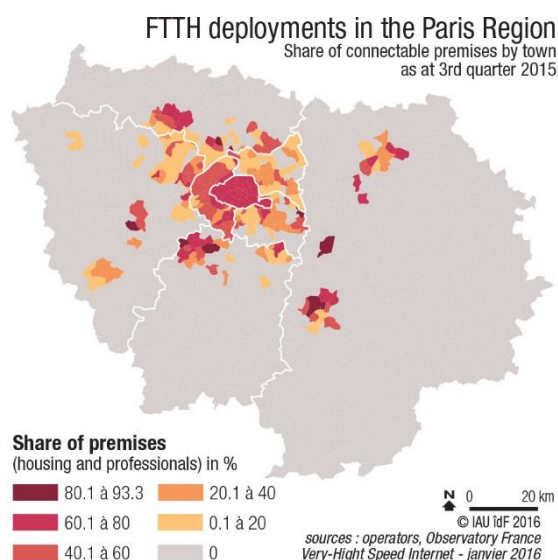 FTTH deployments in the Paris Region
Share of connectable premises by town
as at 3rd quarter 2015
Share of premises
(housing and professionals) in %
80.1 à 93.3
20.1 à 40
60.1 à 80
0.1 à 20
40.1 à 60
0
N 0 20 km
© IAU îdF 2016
sources : operators, Observatory France
Very-Hight Speed Internet - janvier 2016